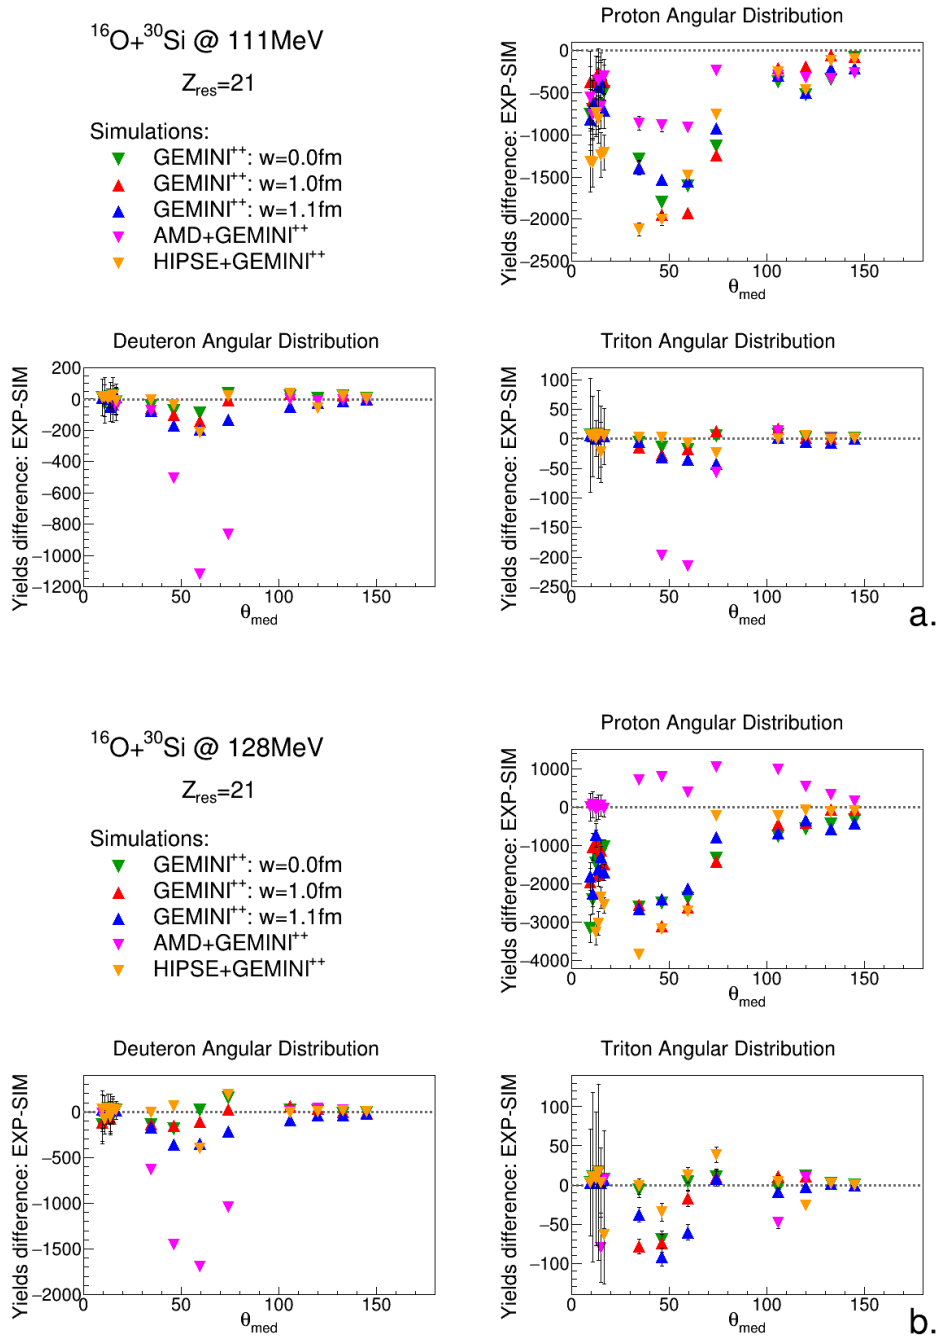 ¹⁶O+³⁰Si @ 111MeV
Zres=21
Simulations:
GEMINI⁺⁺: w=0.0fm
GEMINI⁺⁺: w=1.0fm
GEMINI⁺⁺: w=1.1fm
AMD+GEMINI⁺⁺
HIPSE+GEMINI⁺⁺
Proton Angular Distribution
Yields difference: EXP-SIM
0
−500
−1000
−1500
−2000
−2500
0 50 100 150
θmed
Deuteron Angular Distribution
Yields difference: EXP-SIM
200
0
−200
−400
−600
−800
−1000
−1200
0 50 100 150
θmed
Triton Angular Distribution
Yields difference: EXP-SIM
100
50
0
−50
−100
−150
−200
−250
0 50 100 150
θmed
a.
¹⁶O+³⁰Si @ 128MeV
Zres=21
Simulations:
GEMINI⁺⁺: w=0.0fm
GEMINI⁺⁺: w=1.0fm
GEMINI⁺⁺: w=1.1fm
AMD+GEMINI⁺⁺
HIPSE+GEMINI⁺⁺
Proton Angular Distribution
Yields difference: EXP-SIM
1000
0
−1000
−2000
−3000
−4000
0 50 100 150
θmed
Deuteron Angular Distribution
Yields difference: EXP-SIM
0
−500
−1000
−1500
−2000
0 50 100 150
θmed
Triton Angular Distribution
Yields difference: EXP-SIM
100
50
0
−50
−100
0 50 100 150
θmed
b.